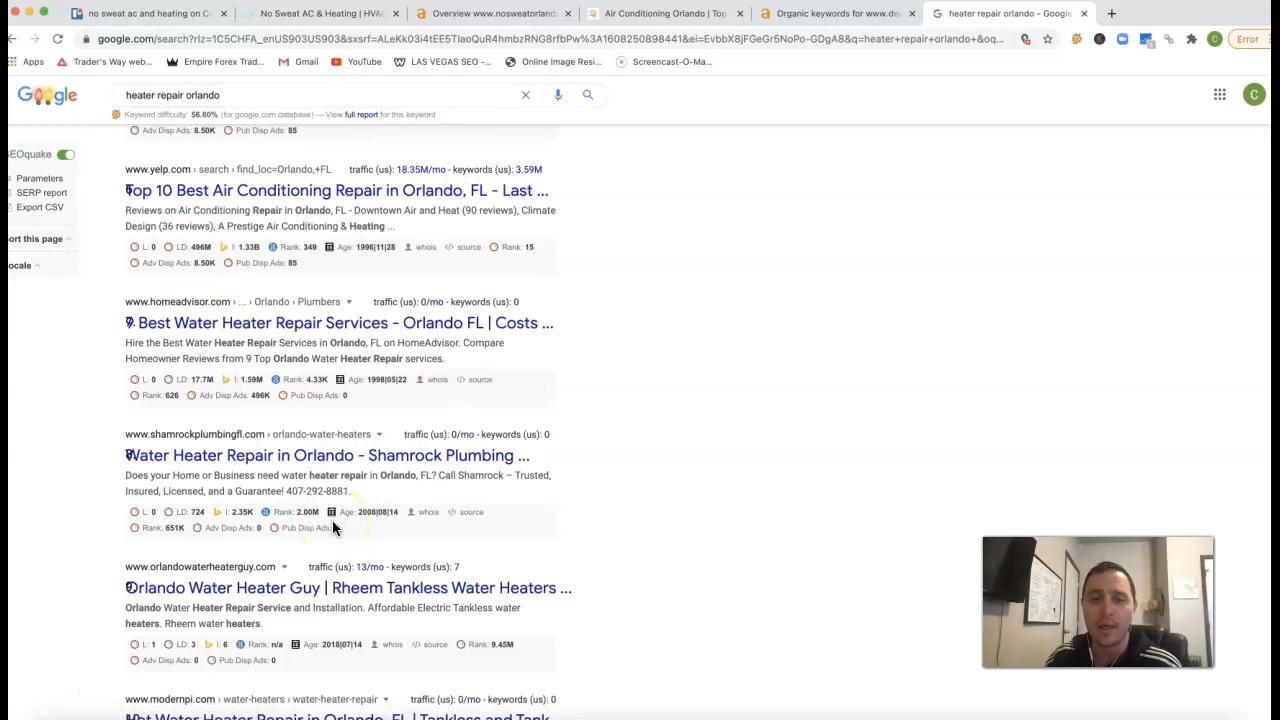 no sweat ac and heating on Ca
No Sweat AC & Heating | HVAC
Overview www.nosweatorland
Air Conditioning Orlando | Top
Organic keywords for www.dev
heater repair orlando - Google
google.com/search?rlz=1C5CHFA_enUS903US903&sxsrf=ALeKk03i4tEE5TIaoQuR4hmbzRNG8rfbPw%3A1608250898441&ei=EvbbX8jFGeGr5NoPo-GDgA8&q=heater+repair+orlando+&oq...
Error
Apps
Trader's Way web...
Empire Forex Trad...
Gmail
YouTube
LAS VEGAS SEO -...
Online Image Resi...
Screencast-O-Ma...
Google
heater repair orlando
C
Keyword difficulty: 56.60% (for google.com database) — View full report for this keyword
Adv Disp Ads: 8.50K Pub Disp Ads: 85
SEOquake
Parameters
SERP report
Export CSV
ort this page
ocale
www.yelp.com › search › find_loc=Orlando,+FL traffic (us): 18.35M/mo - keywords (us): 3.59M
Top 10 Best Air Conditioning Repair in Orlando, FL - Last ...
Reviews on Air Conditioning Repair in Orlando, FL - Downtown Air and Heat (90 reviews), Climate
Design (36 reviews), A Prestige Air Conditioning & Heating ...
L: 0 LD: 496M I: 1.33B Rank: 349 Age: 1996|11|28 whois source Rank: 15
Adv Disp Ads: 8.50K Pub Disp Ads: 85
www.homeadvisor.com › ... › Orlando › Plumbers traffic (us): 0/mo - keywords (us): 0
9 Best Water Heater Repair Services - Orlando FL | Costs ...
Hire the Best Water Heater Repair Services in Orlando, FL on HomeAdvisor. Compare
Homeowner Reviews from 9 Top Orlando Water Heater Repair services.
L: 0 LD: 17.7M I: 1.59M Rank: 4.33K Age: 1998|05|22 whois source
Rank: 626 Adv Disp Ads: 496K Pub Disp Ads: 0
www.shamrockplumbingfl.com › orlando-water-heaters traffic (us): 0/mo - keywords (us): 0
Water Heater Repair in Orlando - Shamrock Plumbing ...
Does your Home or Business need water heater repair in Orlando, FL? Call Shamrock – Trusted,
Insured, Licensed, and a Guarantee! 407-292-8881.
L: 0 LD: 724 I: 2.35K Rank: 2.00M Age: 2008|08|14 whois source
Rank: 651K Adv Disp Ads: 0 Pub Disp Ads:
www.orlandowaterheaterguy.com traffic (us): 13/mo - keywords (us): 7
Orlando Water Heater Guy | Rheem Tankless Water Heaters ...
Orlando Water Heater Repair Service and Installation. Affordable Electric Tankless water
heaters. Rheem water heaters.
L: 1 LD: 3 I: 6 Rank: n/a Age: 2018|07|14 whois source Rank: 9.45M
Adv Disp Ads: 0 Pub Disp Ads: 0
www.modernpi.com › water-heaters › water-heater-repair traffic (us): 0/mo - keywords (us): 0
Hot Water Heater Repair in Orlando, FL | Tankless and Tank